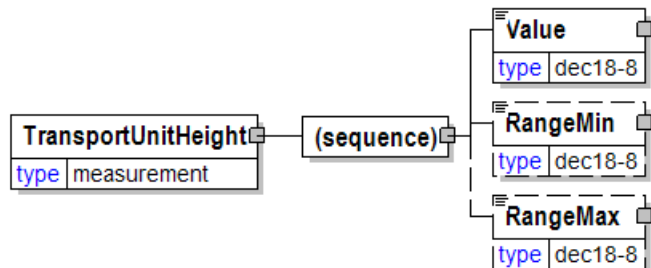 Value
type dec18-8
TransportUnitHeight
type measurement
(sequence)
RangeMin
type dec18-8
RangeMax
type dec18-8